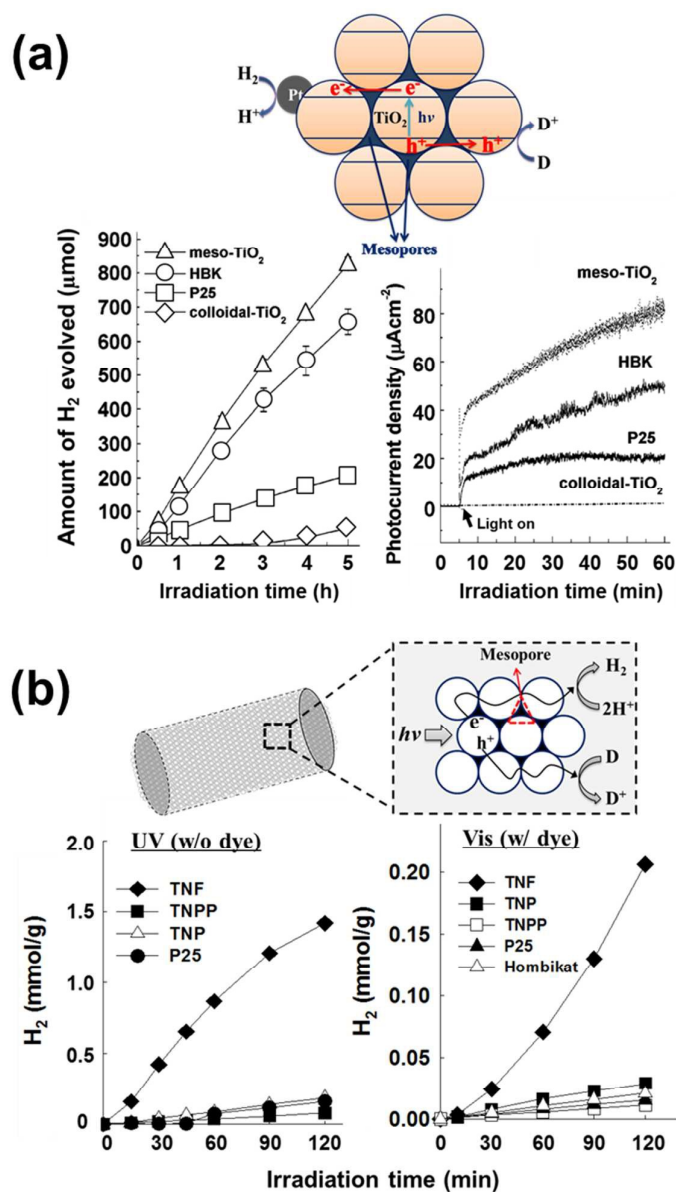 (a)
H₂
H⁺
Pt
e⁻
e⁻
TiO₂
hν
h⁺
h⁺
D⁺
D
Mesopores
Amount of H₂ evolved (μmol)
900
800
700
600
500
400
300
200
100
0
meso-TiO₂
HBK
P25
colloidal-TiO₂
0 1 2 3 4 5
Irradiation time (h)
Photocurrent density (μAcm⁻²)
80
60
40
20
0
meso-TiO₂
HBK
P25
colloidal-TiO₂
Light on
0 10 20 30 40 50 60
Irradiation time (min)
(b)
Mesopore
hν
e⁻
h⁺
H₂
2H⁺
D
D⁺
UV (w/o dye)
H₂ (mmol/g)
2.0
1.5
1.0
0.5
0
TNF
TNPP
TNP
P25
0 30 60 90 120
Vis (w/ dye)
H₂ (mmol/g)
0.20
0.15
0.10
0.05
0.00
TNF
TNP
TNPP
P25
Hombikat
0 30 60 90 120
Irradiation time (min)